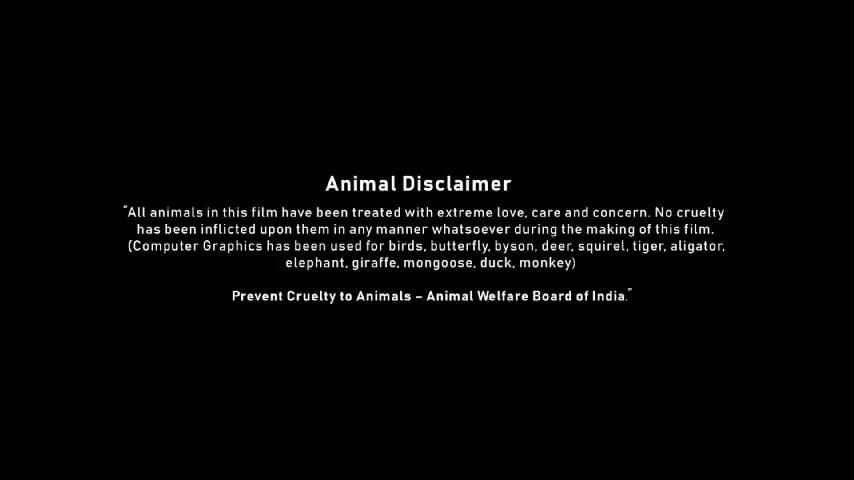 Animal Disclaimer
"All animals in this film have been treated with extreme love, care and concern. No cruelty
has been inflicted upon them in any manner whatsoever during the making of this film.
(Computer Graphics has been used for birds, butterfly, byson, deer, squirel, tiger, aligator,
elephant, giraffe, mongoose, duck, monkey)
Prevent Cruelty to Animals – Animal Welfare Board of India."